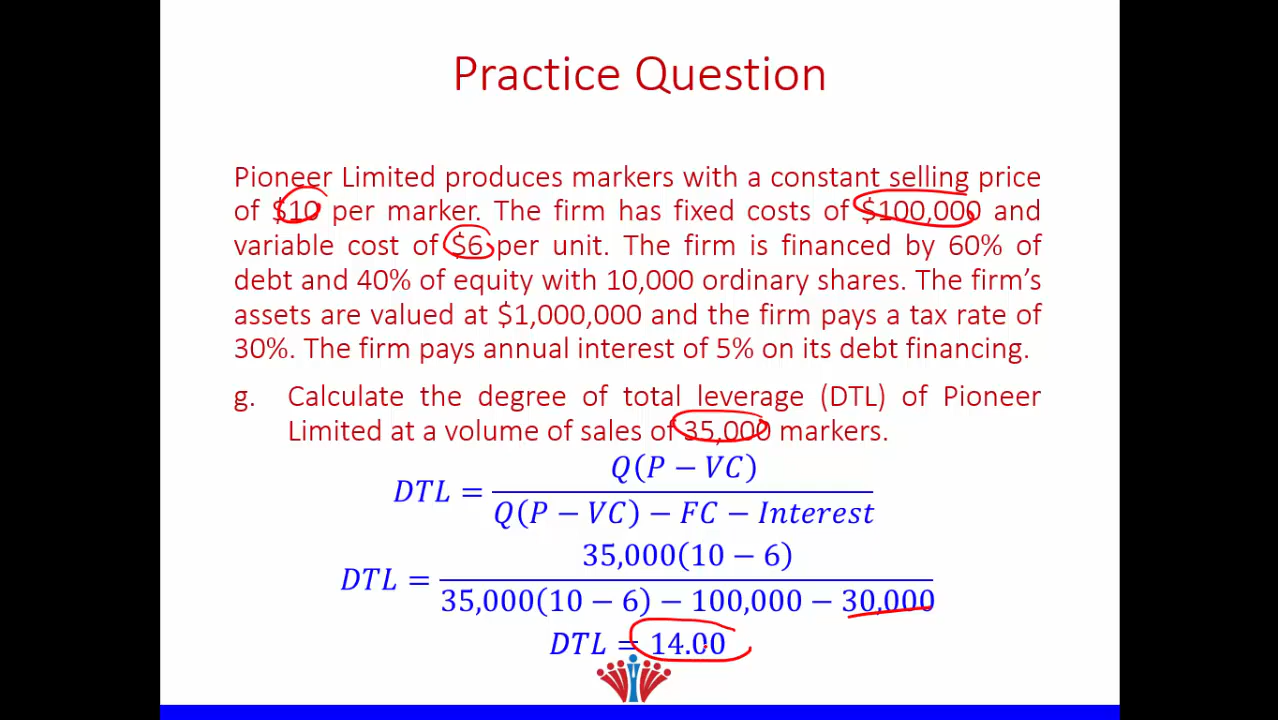 Practice Question
Pioneer Limited produces markers with a constant selling price
of $10 per marker. The firm has fixed costs of $100,000 and
variable cost of $6 per unit. The firm is financed by 60% of
debt and 40% of equity with 10,000 ordinary shares. The firm’s
assets are valued at $1,000,000 and the firm pays a tax rate of
30%. The firm pays annual interest of 5% on its debt financing.
g. Calculate the degree of total leverage (DTL) of Pioneer
Limited at a volume of sales of 35,000 markers.
Q(P − VC)
DTL =
Q(P − VC) − FC − Interest
35,000(10 − 6)
DTL =
35,000(10 − 6) − 100,000 − 30,000
DTL = 14.00